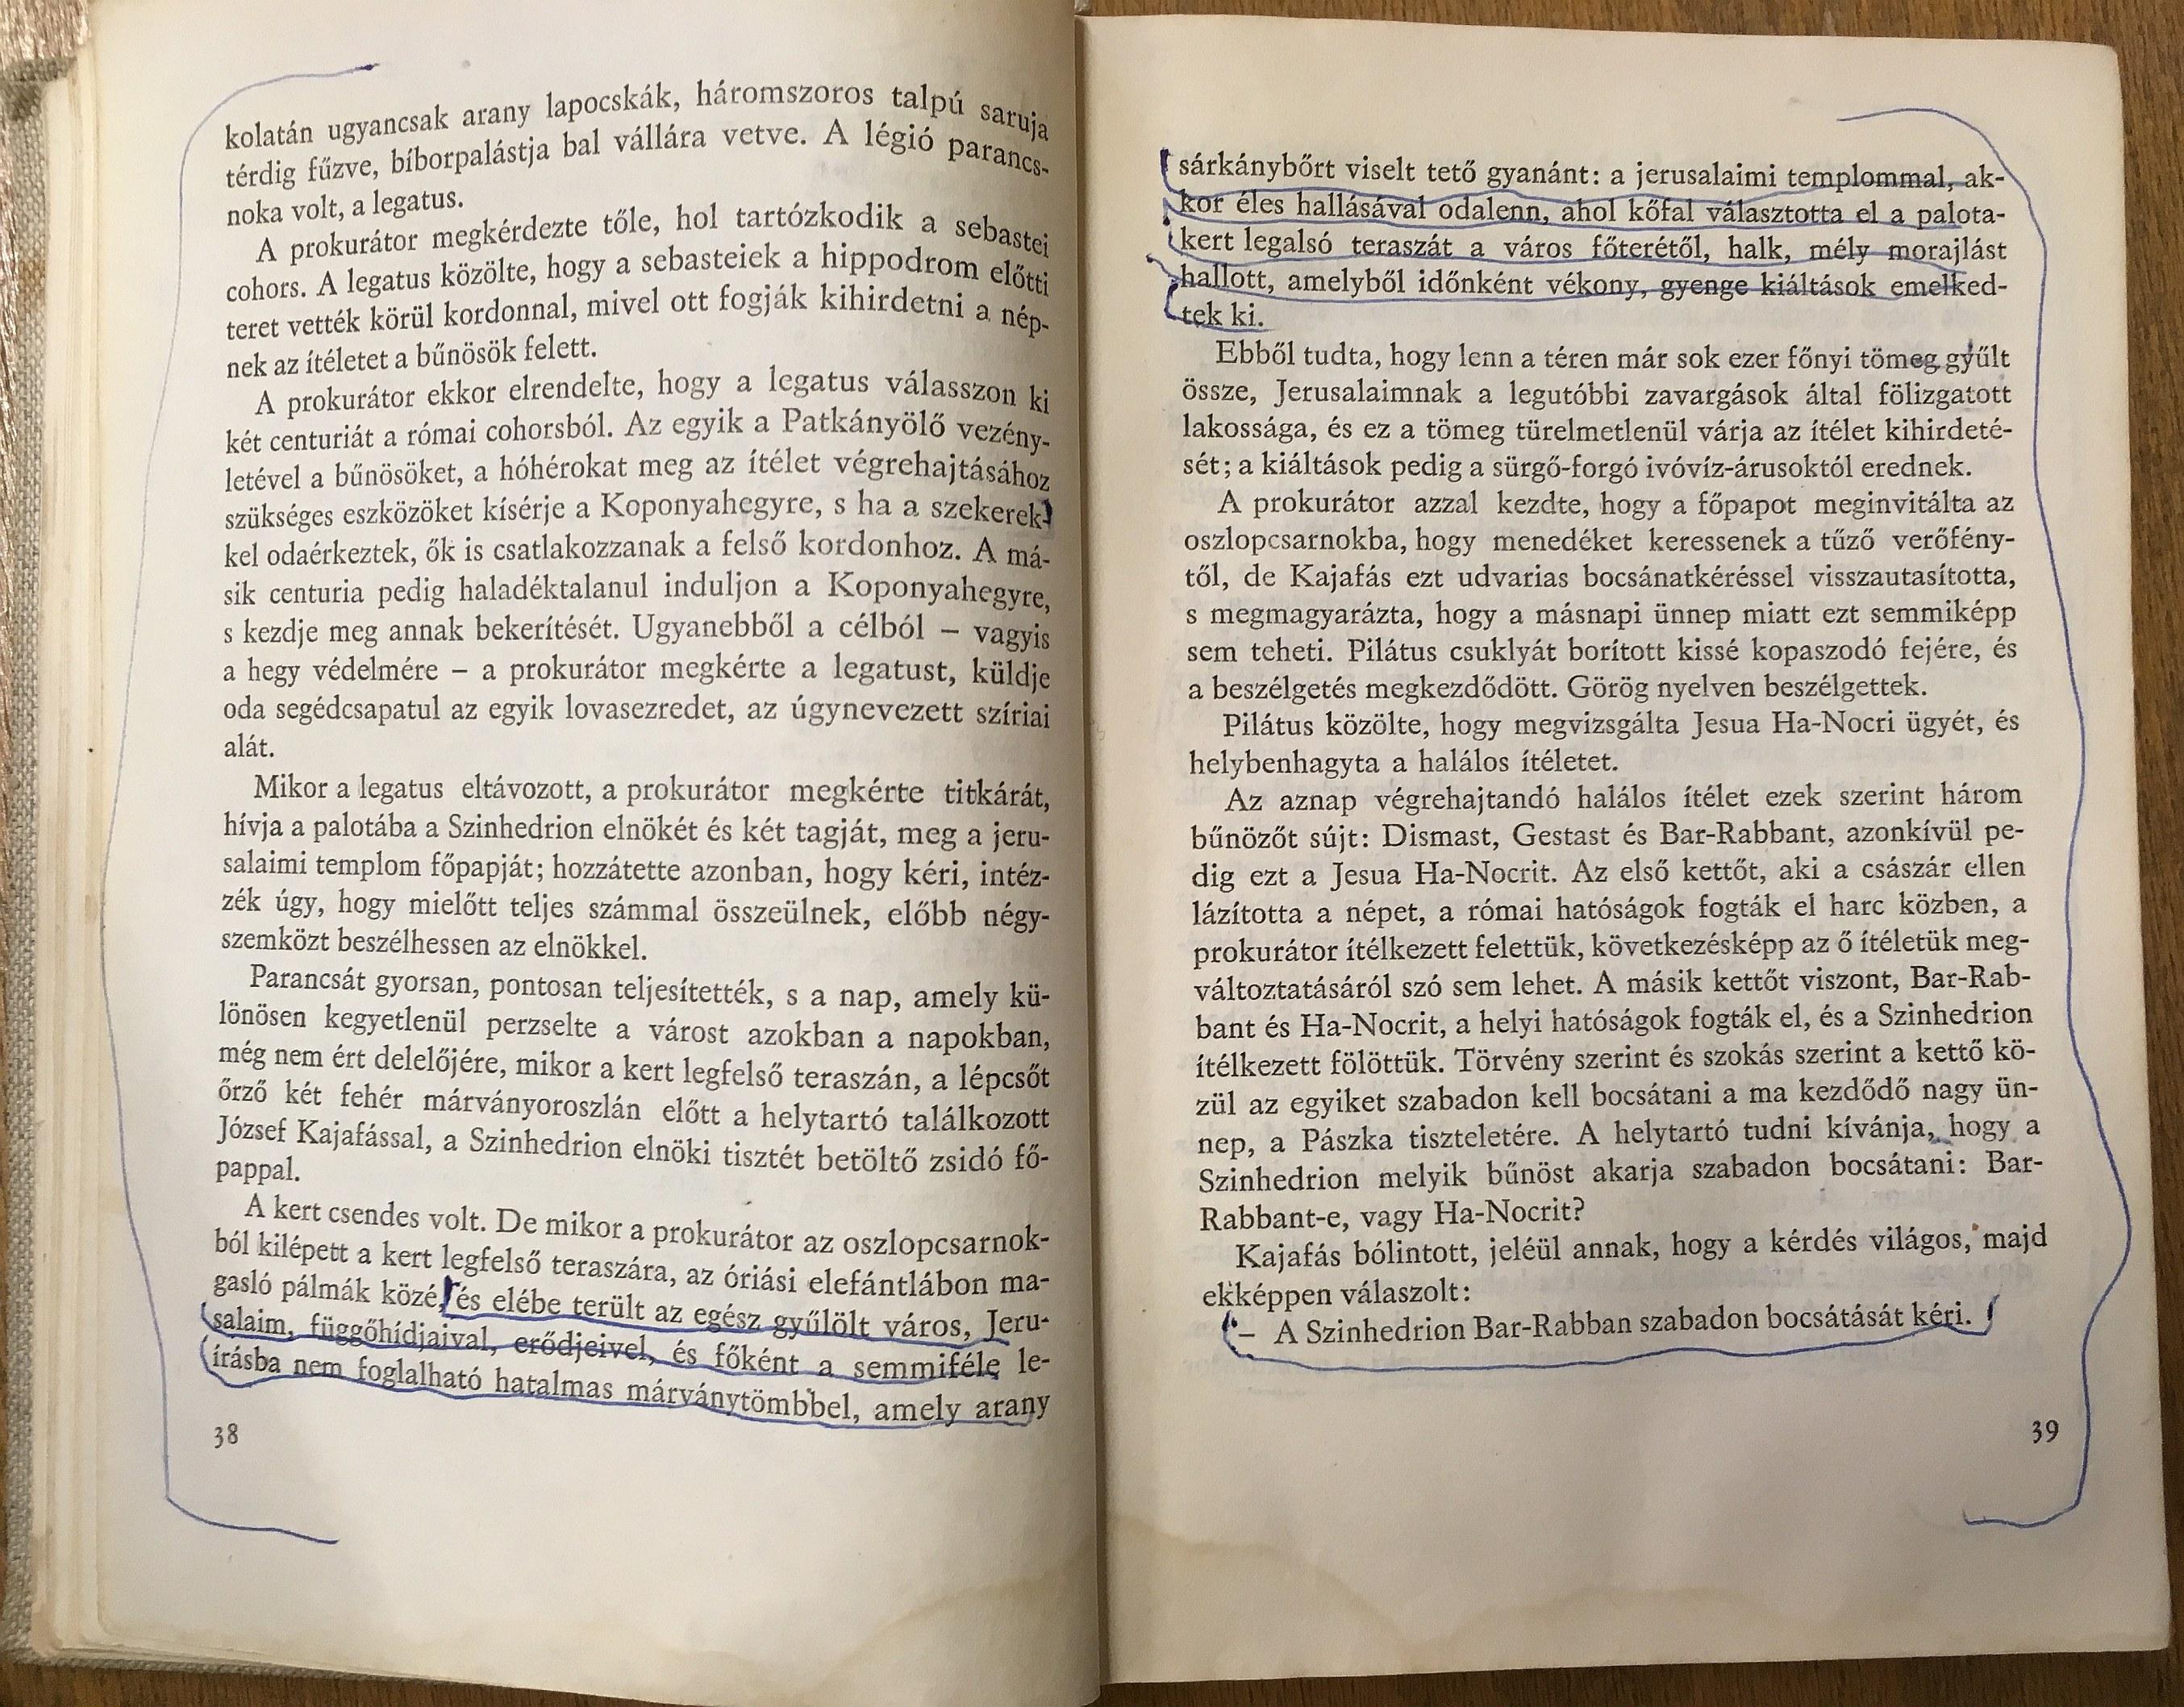 kolatán ugyancsak arany lapocskák, háromszoros talpú saruja
térdig fűzve, bíborpalástja bal vállára vetve. A légió parancs-
noka volt, a legatus.
A prokurátor megkérdezte tőle, hol tartózkodik a sebastei
cohors. A legatus közölte, hogy a sebasteiek a hippodrom előtti
teret vették körül kordonnal, mivel ott fogják kihirdetni a nép-
nek az ítéletet a bűnösök felett.
A prokurátor ekkor elrendelte, hogy a legatus válasszon ki
két centuriát a római cohorsból. Az egyik a Patkányölő vezény-
letével a bűnösöket, a hóhérokat meg az ítélet végrehajtásához
szükséges eszközöket kísérje a Koponyahegyre, s ha a szekerek-
kel odaérkeztek, ők is csatlakozzanak a felső kordonhoz. A má-
sik centuria pedig haladéktalanul induljon a Koponyahegyre,
s kezdje meg annak bekerítését. Ugyanebből a célból – vagyis
a hegy védelmére – a prokurátor megkérte a legatust, küldje
oda segédcsapatul az egyik lovasezredet, az úgynevezett szíriai
alát.
Mikor a legatus eltávozott, a prokurátor megkérte titkárát,
hívja a palotába a Szinhedrion elnökét és két tagját, meg a jeru-
salaimi templom főpapját; hozzátette azonban, hogy kéri, intéz-
zék úgy, hogy mielőtt teljes számmal összeülnek, előbb négy-
szemközt beszélhessen az elnökkel.
Parancsát gyorsan, pontosan teljesítették, s a nap, amely kü-
lönösen kegyetlenül perzselte a várost azokban a napokban,
még nem ért delelőjére, mikor a kert legfelső teraszán, a lépcsőt
őrző két fehér márványoroszlán előtt a helytartó találkozott
József Kajafással, a Szinhedrion elnöki tisztét betöltő zsidó fő-
pappal.
A kert csendes volt. De mikor a prokurátor az oszlopcsarnok-
ból kilépett a kert legfelső teraszára, az óriási elefántlábon ma-
gasló pálmák közé, és elébe terült az egész gyűlölt város, Jeru-
salaim, függőhídjaival, erődjeivel, és főként a semmiféle le-
írásba nem foglalható hatalmas márványtömbbel, amely arany
38
sárkánybőrt viselt tető gyanánt: a jerusalaimi templommal, ak-
kor éles hallásával odalenn, ahol kőfal választotta el a palota-
kert legalsó teraszát a város főterétől, halk, mély morajlást
hallott, amelyből időnként vékony, gyenge kiáltások emelked-
tek ki.
Ebből tudta, hogy lenn a téren már sok ezer főnyi tömeg gyűlt
össze, Jerusalaimnak a legutóbbi zavargások által fölizgatott
lakossága, és ez a tömeg türelmetlenül várja az ítélet kihirdeté-
sét; a kiáltások pedig a sürgő-forgó ivóvíz-árusoktól erednek.
A prokurátor azzal kezdte, hogy a főpapot meginvitálta az
oszlopcsarnokba, hogy menedéket keressenek a tűző verőfény-
től, de Kajafás ezt udvarias bocsánatkéréssel visszautasította,
s megmagyarázta, hogy a másnapi ünnep miatt ezt semmiképp
sem teheti. Pilátus csuklyát borított kissé kopaszodó fejére, és
a beszélgetés megkezdődött. Görög nyelven beszélgettek.
Pilátus közölte, hogy megvizsgálta Jesua Ha-Nocri ügyét, és
helybenhagyta a halálos ítéletet.
Az aznap végrehajtandó halálos ítélet ezek szerint három
bűnözőt sújt: Dismast, Gestast és Bar-Rabbant, azonkívül pe-
dig ezt a Jesua Ha-Nocrit. Az első kettőt, aki a császár ellen
lázította a népet, a római hatóságok fogták el harc közben, a
prokurátor ítélkezett felettük, következésképp az ő ítéletük meg-
változtatásáról szó sem lehet. A másik kettőt viszont, Bar-Rab-
bant és Ha-Nocrit, a helyi hatóságok fogták el, és a Szinhedrion
ítélkezett fölöttük. Törvény szerint és szokás szerint a kettő kö-
zül az egyiket szabadon kell bocsátani a ma kezdődő nagy ün-
nep, a Pászka tiszteletére. A helytartó tudni kívánja, hogy a
Szinhedrion melyik bűnöst akarja szabadon bocsátani: Bar-
Rabbant-e, vagy Ha-Nocrit?
Kajafás bólintott, jeléül annak, hogy a kérdés világos, majd
ekképpen válaszolt:
– A Szinhedrion Bar-Rabban szabadon bocsátását kéri.
39